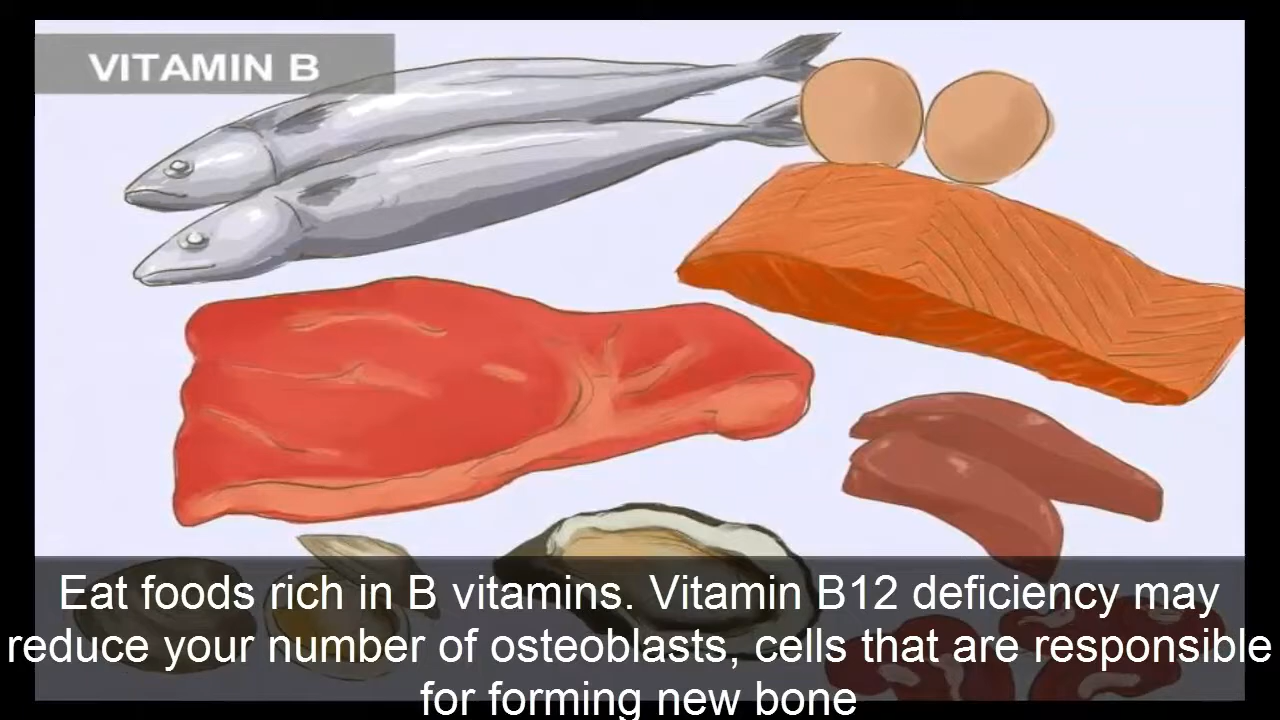 VITAMIN B
Eat foods rich in B vitamins. Vitamin B12 deficiency may
reduce your number of osteoblasts, cells that are responsible
for forming new bone